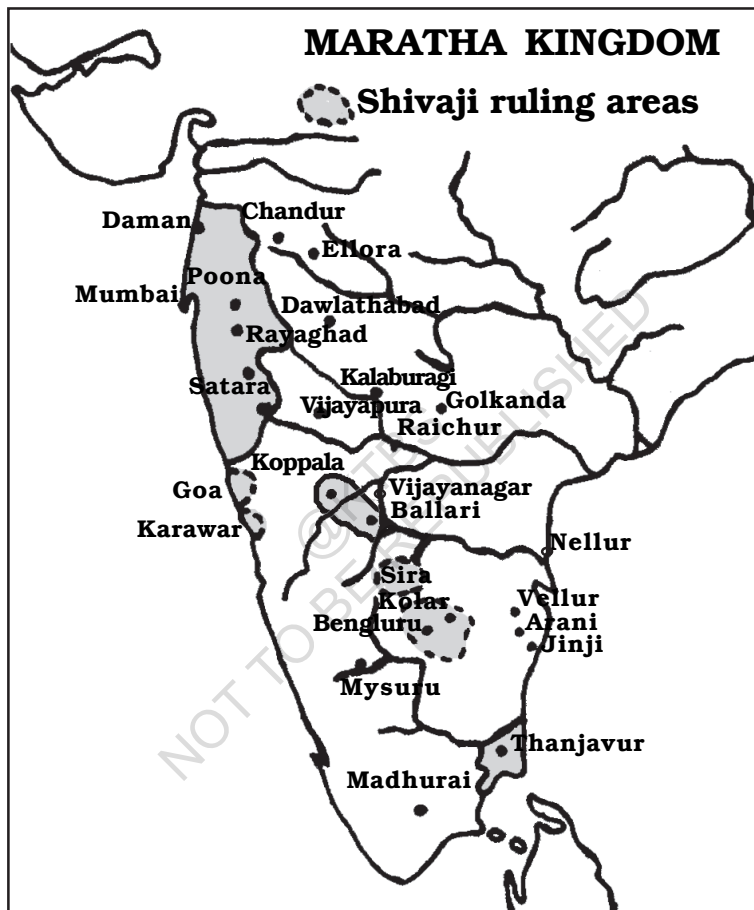 MARATHA KINGDOM
Shivaji ruling areas
Daman
Chandur
Ellora
Poona
Mumbai
Dawlathabad
Rayaghad
Satara
Kalaburagi
Vijayapura
Golkanda
Raichur
Koppala
Goa
Vijayanagar
Ballari
Karawar
Nellur
Sira
Kolar
Vellur
Bengluru
Arani
Jinji
Mysuru
Thanjavur
Madhurai
@KTBS
NOT TO BE REPUBLISHED